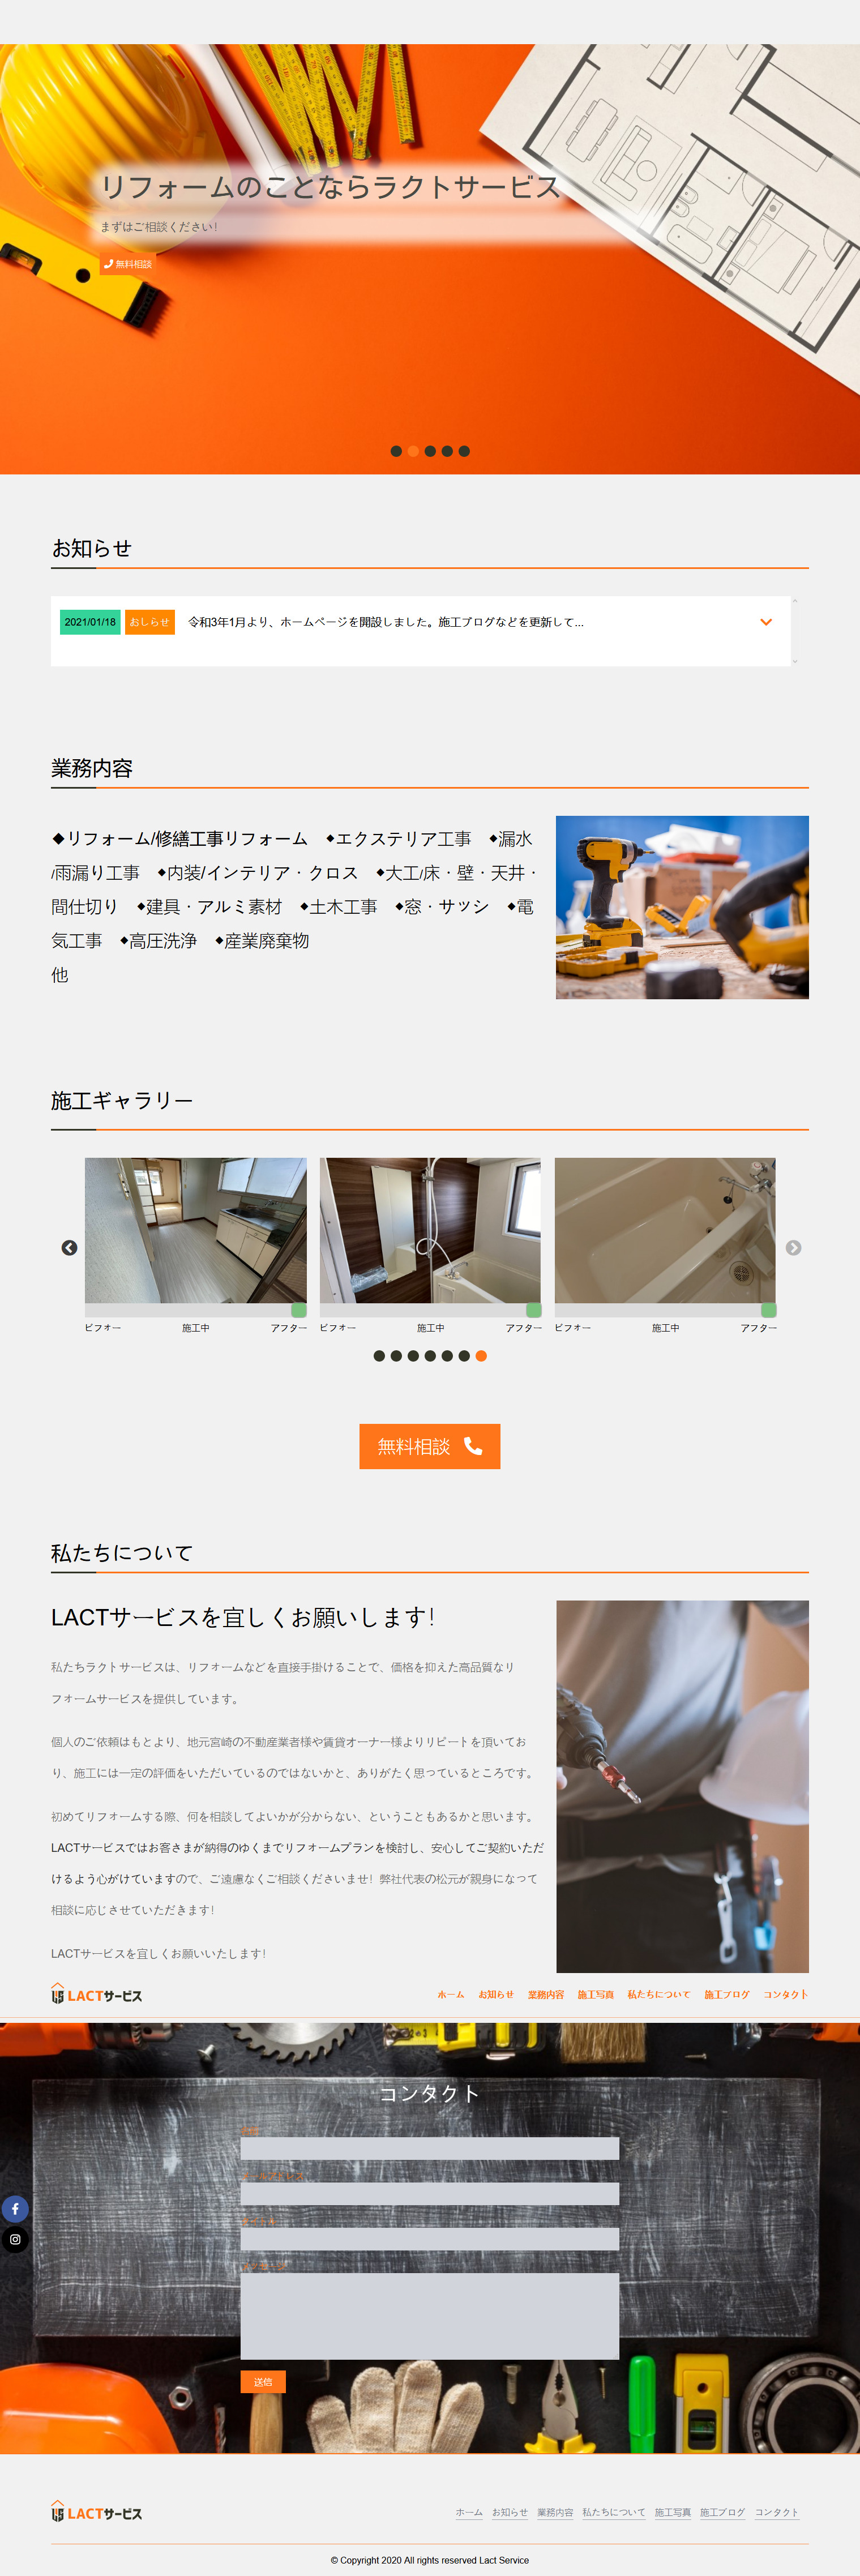 リフォームのことならラクトサービス
まずはご相談ください！
無料相談
お知らせ
2021/01/18 おしらせ 令和3年1月より、ホームページを開設しました。施工ブログなどを更新して...
業務内容
◆リフォーム/修繕工事リフォーム ◆エクステリア工事 ◆漏水
/雨漏り工事 ◆内装/インテリア・クロス ◆大工/床・壁・天井・
間仕切り ◆建具・アルミ素材 ◆土木工事 ◆窓・サッシ ◆電
気工事 ◆高圧洗浄 ◆産業廃棄物
他
施工ギャラリー
ビフォー 施工中 アフター ビフォー 施工中 アフター ビフォー 施工中 アフター
無料相談
私たちについて
LACTサービスを宜しくお願いします！
私たちラクトサービスは、リフォームなどを直接手掛けることで、価格を抑えた高品質なリ
フォームサービスを提供しています。
個人のご依頼はもとより、地元宮崎の不動産業者様や賃貸オーナー様よりリピートを頂いてお
り、施工には一定の評価をいただいているのではないかと、ありがたく思っているところです。
初めてリフォームする際、何を相談してよいかが分からない、ということもあるかと思います。
LACTサービスではお客さまが納得のゆくまでリフォームプランを検討し、安心してご契約いただ
けるよう心がけていますので、ご遠慮なくご相談くださいませ！弊社代表の松元が親身になって
相談に応じさせていただきます！
LACTサービスを宜しくお願いいたします！
LACTサービス ホーム お知らせ 業務内容 施工写真 私たちについて 施工ブログ コンタクト
コンタクト
送信
LACTサービス ホーム お知らせ 業務内容 私たちについて 施工写真 施工ブログ コンタクト
© Copyright 2020 All rights reserved Lact Service